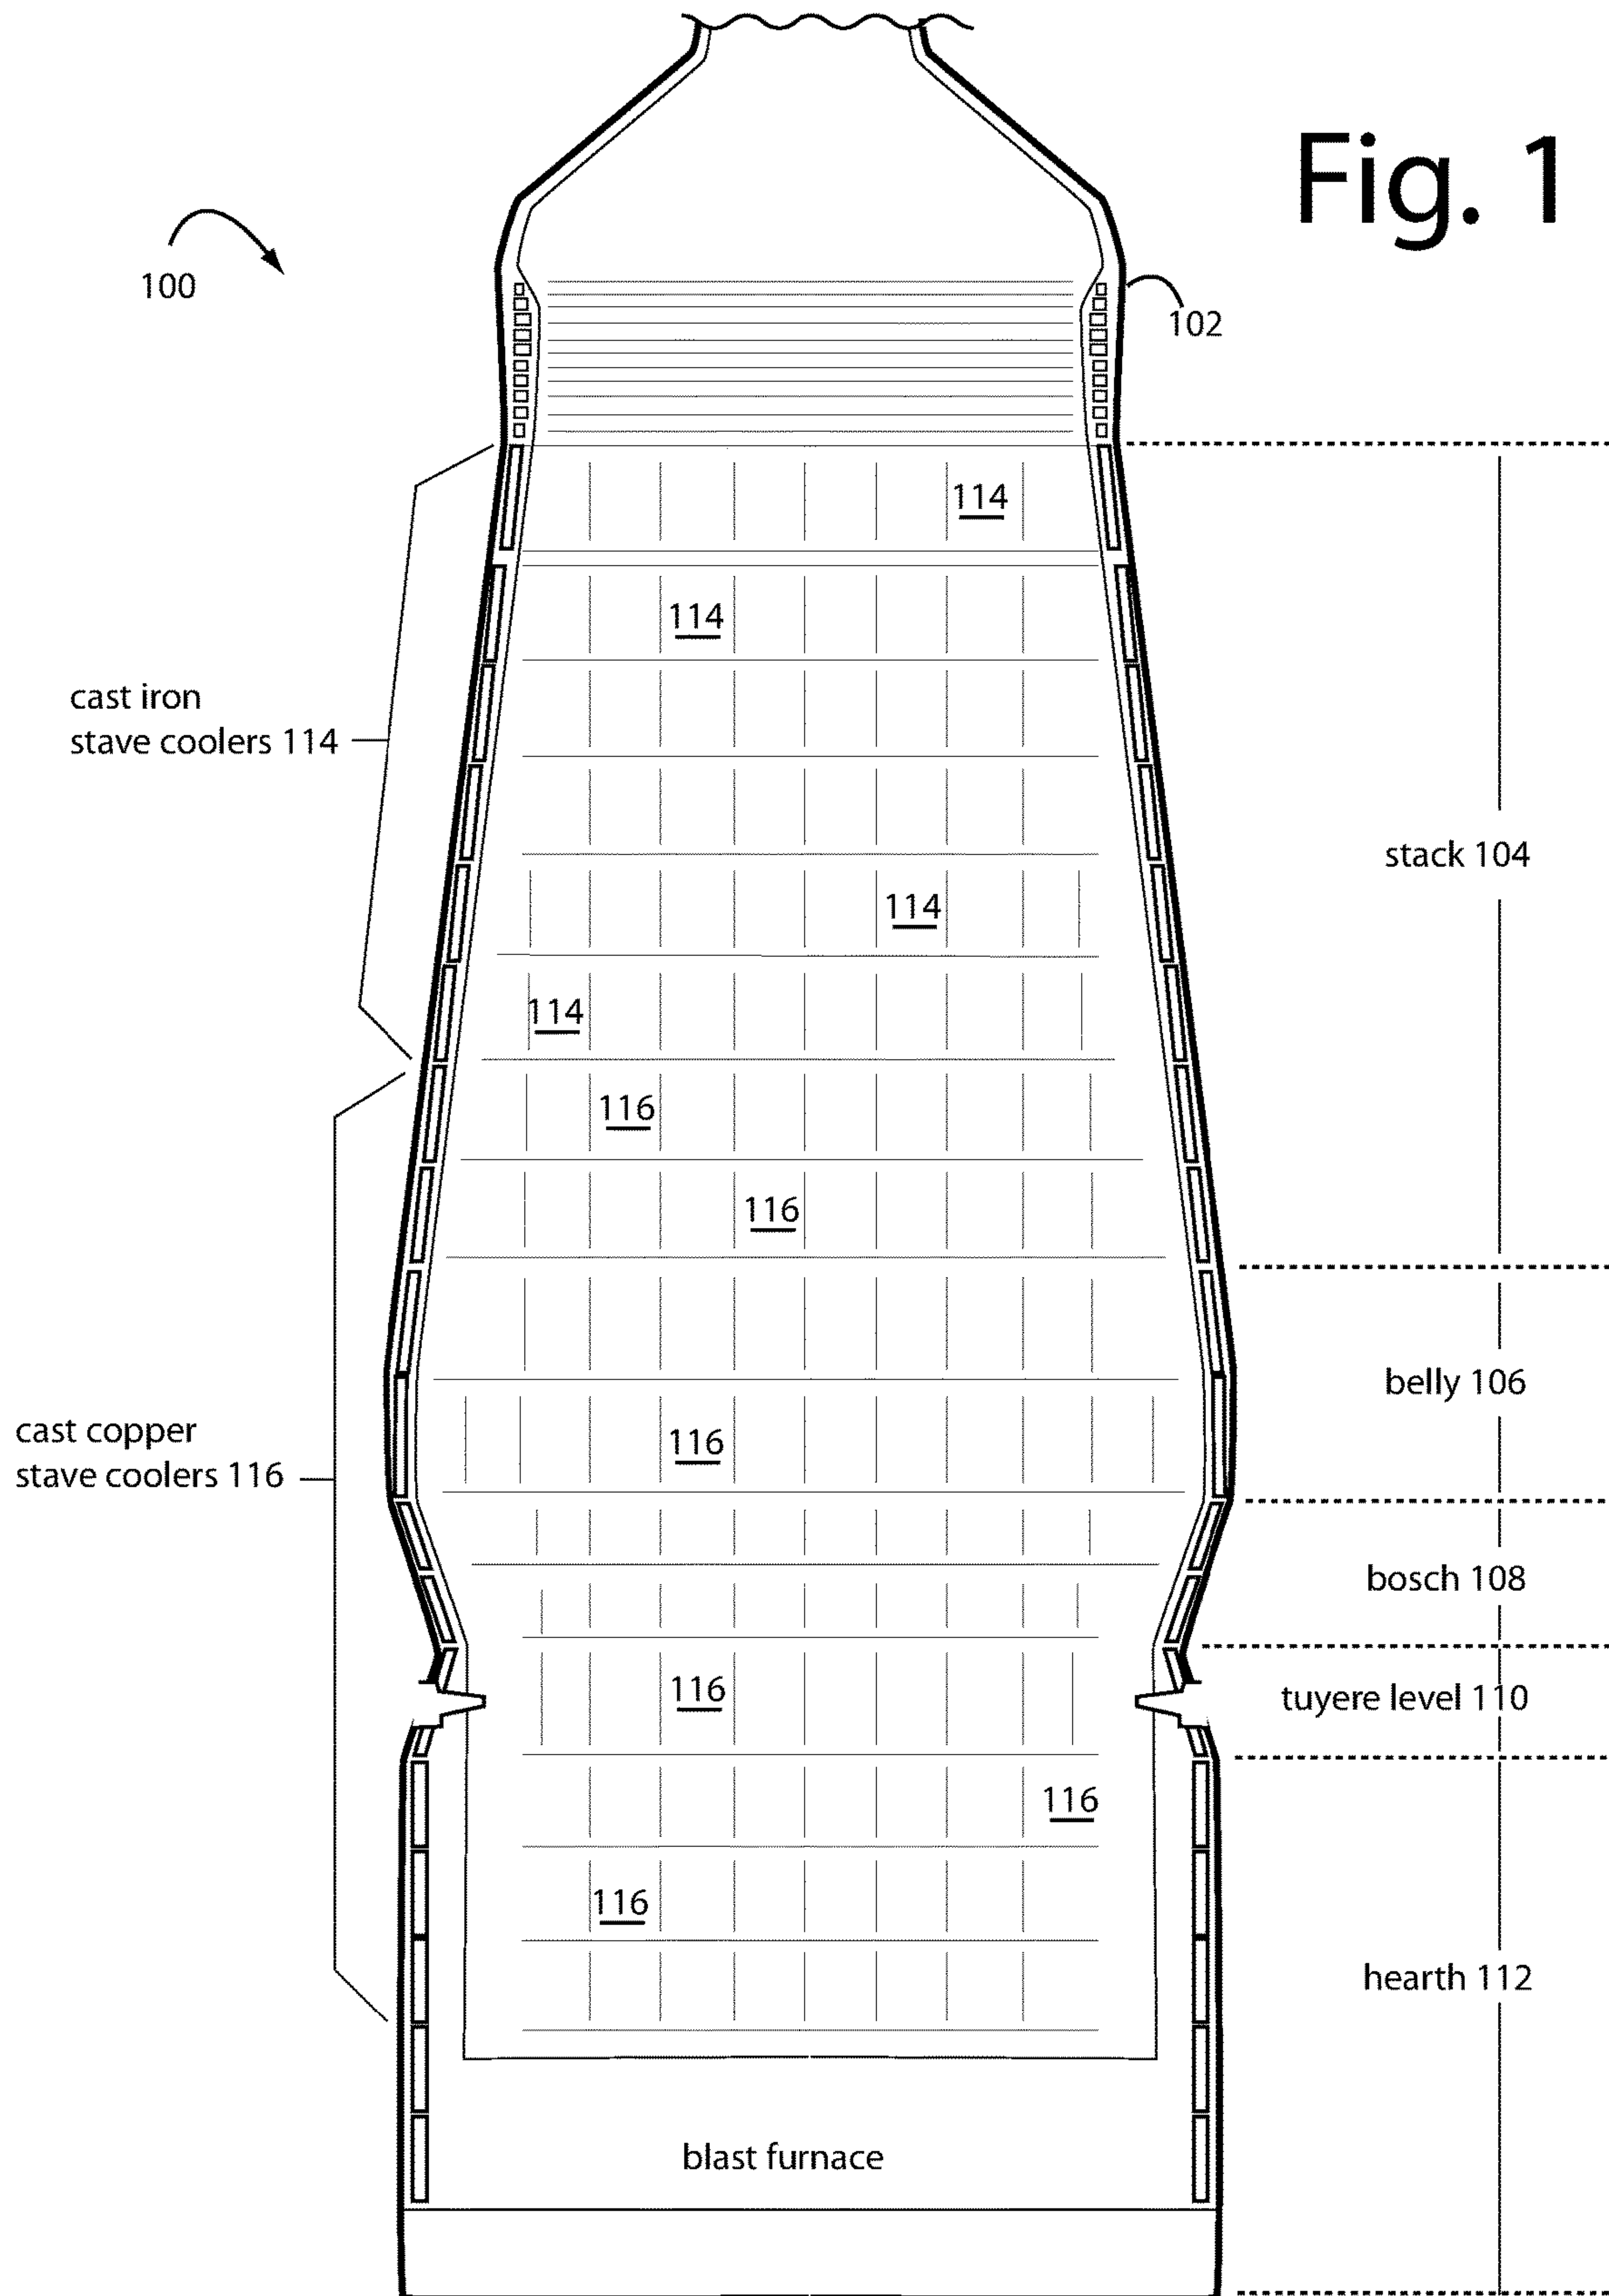 Fig. 1
100
102
114
114
cast iron
stave coolers 114
stack 104
114
114
116
116
belly 106
cast copper
stave coolers 116
116
bosch 108
116
tuyere level 110
116
116
hearth 112
blast furnace